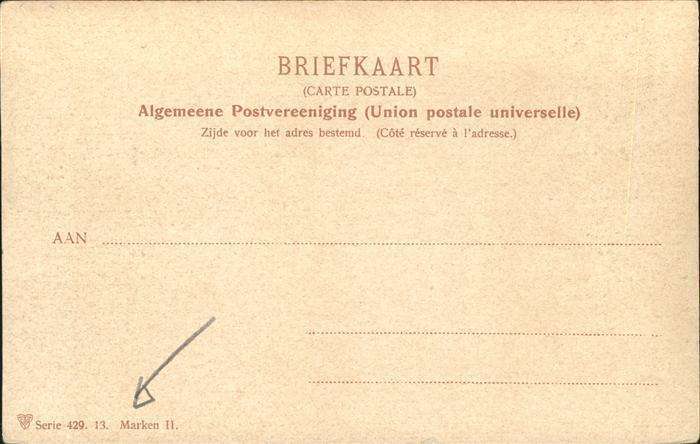 BRIEFKAART
(CARTE POSTALE)
Algemeene Postvereeniging (Union postale universelle)
Zijde voor het adres bestemd (Côté réservé à l'adresse.)
AAN
Serie 429. 13. Marken II.